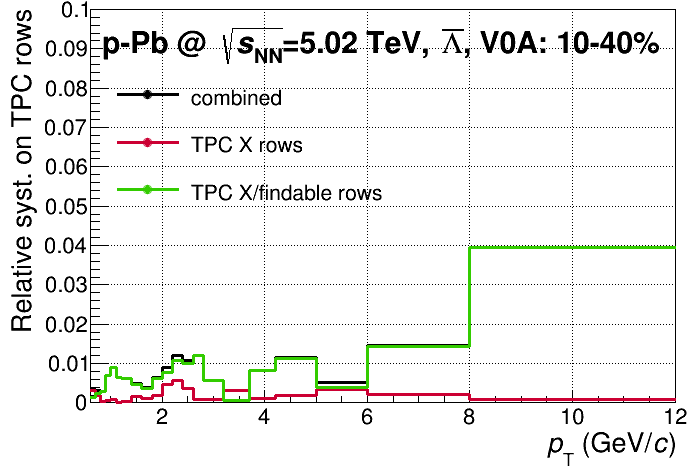 p-Pb @ √sNN=5.02 TeV, Λ̅, V0A: 10-40%
combined
TPC X rows
TPC X/findable rows
Relative syst. on TPC rows
0.1
0.09
0.08
0.07
0.06
0.05
0.04
0.03
0.02
0.01
0
2 4 6 8 10 12
pT (GeV/c)